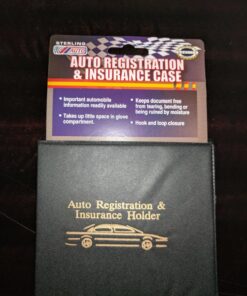 STERLING
AUTO
AUTO REGISTRATION
& INSURANCE CASE
• Important automobile
information readily available
• Takes up little space in glove
compartment.
• Keeps document free
from tearing, bending or
being ruined by moisture
• Hook and loop closure
Auto Registration &
Insurance Holder